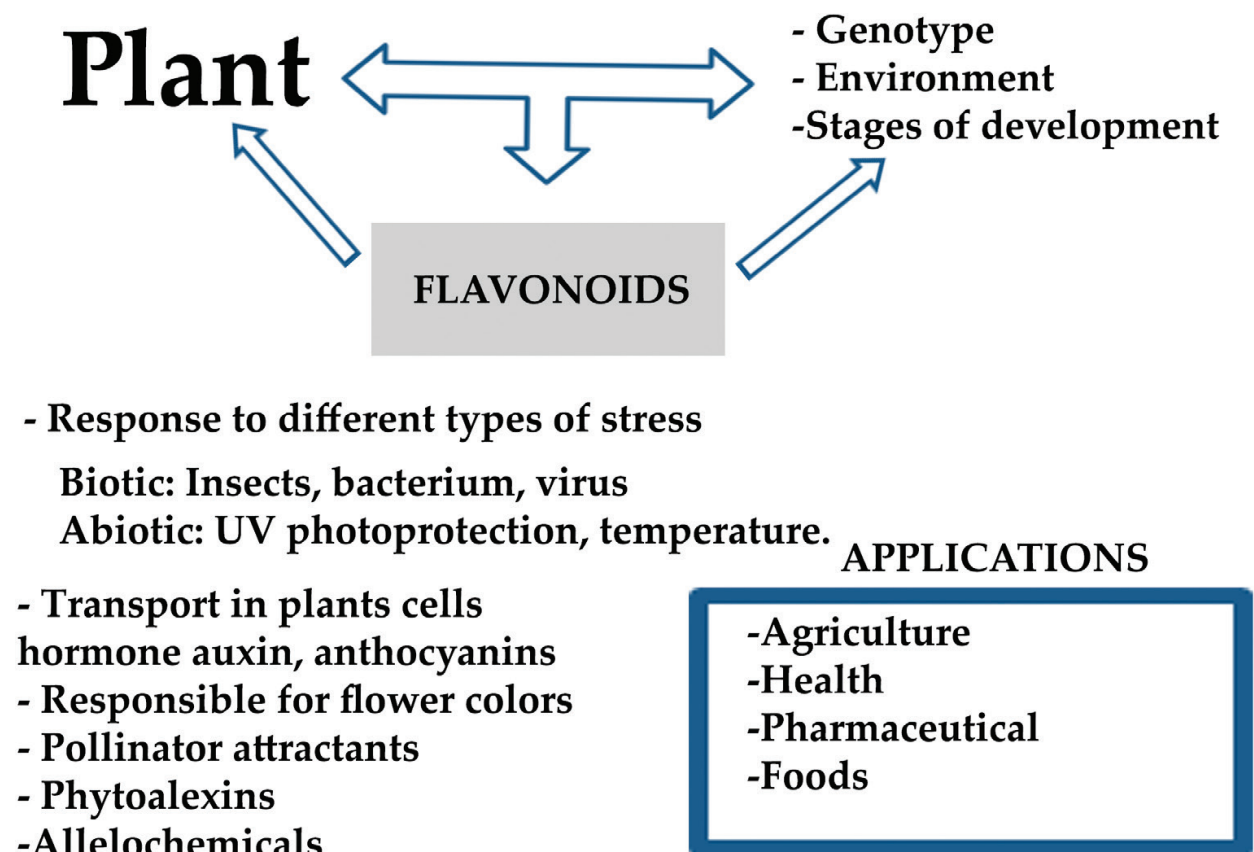 Plant
- Genotype
- Environment
-Stages of development
FLAVONOIDS
- Response to different types of stress
Biotic: Insects, bacterium, virus
Abiotic: UV photoprotection, temperature.
- Transport in plants cells
hormone auxin, anthocyanins
- Responsible for flower colors
- Pollinator attractants
- Phytoalexins
-Allelochemicals
APPLICATIONS
-Agriculture
-Health
-Pharmaceutical
-Foods